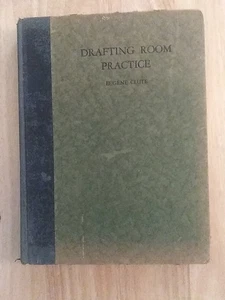 DRAFTING ROOM
PRACTICE
EUGENE CLUTE